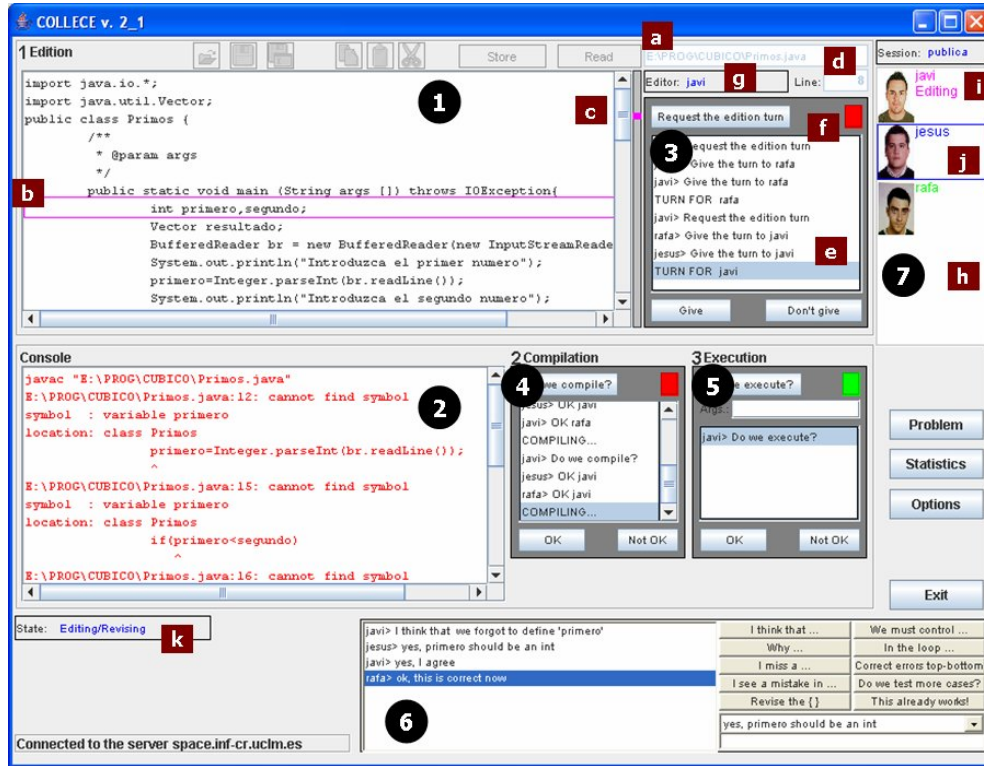 COLLECE v. 2_1
1 Edition
Store
Read
a
E:\PROG\CUBICO\Primos.java
d
Session: publica
g
Editor: javi
Line: 8
import java.io.*;
import java.util.Vector;
public class Primos {
/**
* @param args
*/
public static void main (String args []) throws IOException{
int primero,segundo;
Vector resultado;
BufferedReader br = new BufferedReader(new InputStreamReade
System.out.println("Introduzca el primer numero");
primero=Integer.parseInt(br.readLine());
System.out.println("Introduzca el segundo numero");
1
b
c
Request the edition turn
f
3
equest the edition turn
Give the turn to rafa
javi> Give the turn to rafa
TURN FOR rafa
javi> Request the edition turn
rafa> Give the turn to javi
jesus> Give the turn to javi
e
TURN FOR javi
Give
Don't give
javi
Editing
i
jesus
j
rafa
7
h
Console
javac "E:\PROG\CUBICO\Primos.java"
E:\PROG\CUBICO\Primos.java:12: cannot find symbol
symbol : variable primero
location: class Primos
primero=Integer.parseInt(br.readLine());
^
E:\PROG\CUBICO\Primos.java:15: cannot find symbol
symbol : variable primero
location: class Primos
if(primero<segundo)
^
E:\PROG\CUBICO\Primos.java:16: cannot find symbol
2
2 Compilation
4
we compile?
jesus> OK javi
javi> OK rafa
COMPILING...
javi> Do we compile?
jesus> OK javi
rafa> OK javi
COMPILING...
OK
Not OK
3 Execution
5
e execute?
Args.:
javi> Do we execute?
OK
Not OK
Problem
Statistics
Options
Exit
State: Editing/Revising
k
javi> I think that we forgot to define 'primero'
jesus> yes, primero should be an int
javi> yes, I agree
rafa> ok, this is correct now
6
I think that ...
We must control ...
Why ...
In the loop ...
I miss a ...
Correct errors top-bottom
I see a mistake in ...
Do we test more cases?
Revise the { }
This already works!
yes, primero should be an int
Connected to the server space.inf-cr.uclm.es